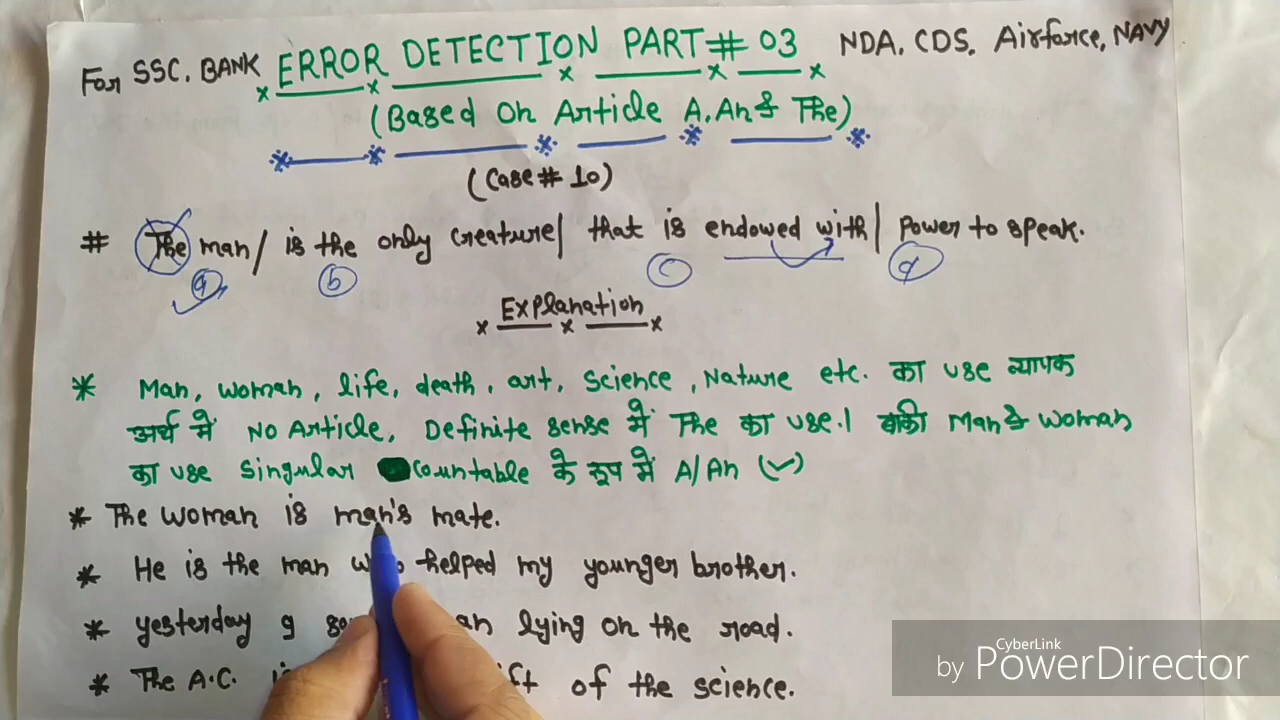 For SSC, BANK ERROR DETECTION PART # 03 NDA, CDS, Airforce, NAVY
(Based On Article A, An & The)
(Case # 10)
# The man/ is the only creature/ that is endowed with/ Power to speak.
a b c d
Explanation
* Man, woman, life, death, art, Science, Nature etc. का use व्यापक
अर्थ में No Article, Definite sense में The का use । बाकी Man & woman
का use Singular Countable के रूप में A/An (✓)
* The woman is man's mate.
* He is the man who helped my younger brother.
* yesterday lying on the road.
* The A.C. of the science.
CyberLink
by PowerDirector